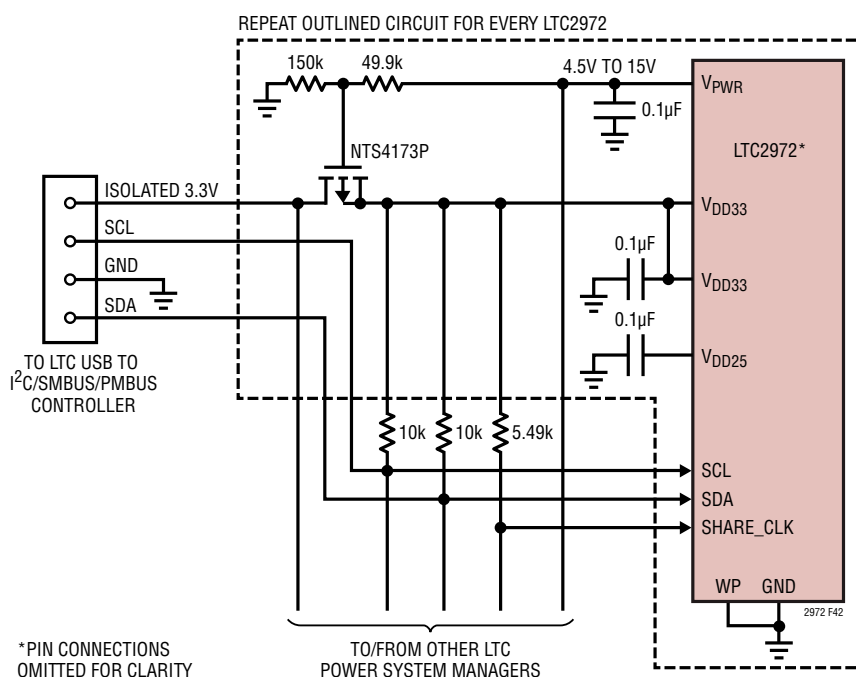 REPEAT OUTLINED CIRCUIT FOR EVERY LTC2972
150k
49.9k
4.5V TO 15V
VPWR
0.1µF
LTC2972*
NTS4173P
ISOLATED 3.3V
VDD33
SCL
0.1µF
GND
VDD33
SDA
0.1µF
VDD25
TO LTC USB TO
I2C/SMBUS/PMBUS
CONTROLLER
10k
10k
5.49k
SCL
SDA
SHARE_CLK
WP
GND
2972 F42
*PIN CONNECTIONS
OMITTED FOR CLARITY
TO/FROM OTHER LTC
POWER SYSTEM MANAGERS